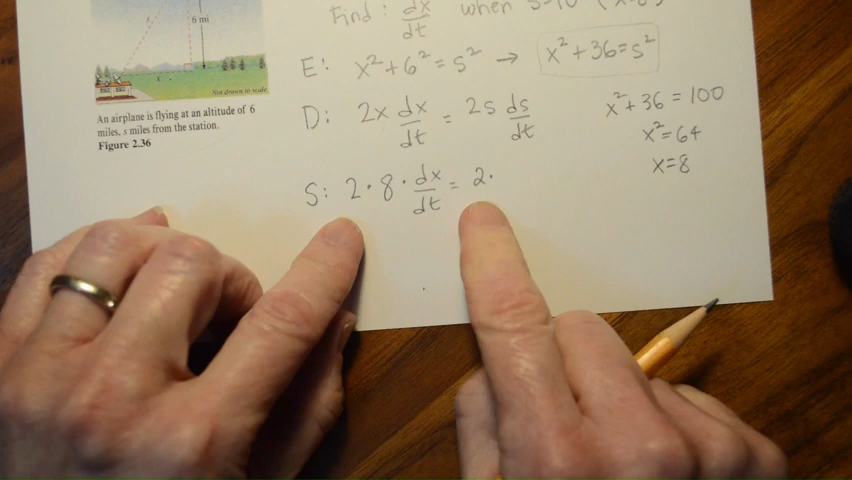 Find: dx/dt when s=10
s
6 mi
E: x² + 6² = s² → x² + 36 = s²
Not drawn to scale
An airplane is flying at an altitude of 6
miles, s miles from the station.
Figure 2.36
D: 2x dx/dt = 2s ds/dt
x² + 36 = 100
x² = 64
x = 8
S: 2 · 8 · dx/dt = 2 ·